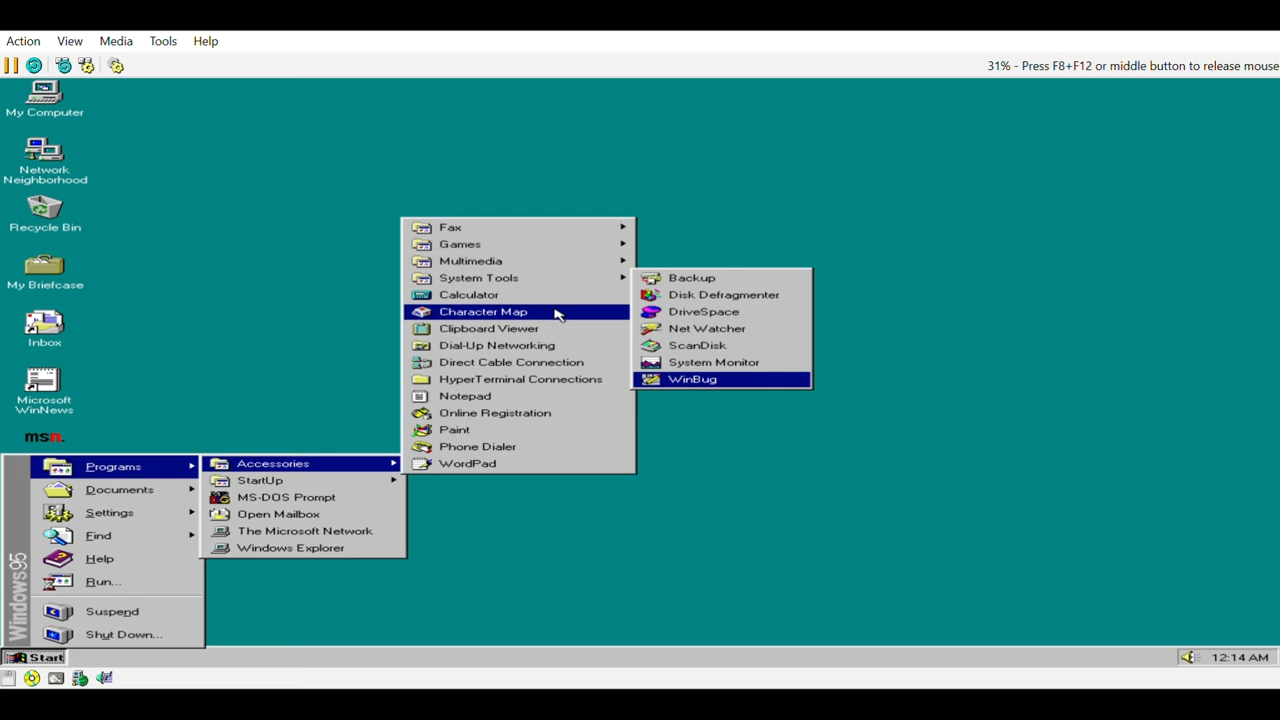 Action View Media Tools Help
31% - Press F8+F12 or middle button to release mouse
My Computer
Network
Neighborhood
Recycle Bin
My Briefcase
Inbox
Microsoft
WinNews
msn.
Programs
Documents
Settings
Find
Help
Run...
Suspend
Shut Down...
Windows95
Accessories
StartUp
MS-DOS Prompt
Open Mailbox
The Microsoft Network
Windows Explorer
Fax
Games
Multimedia
System Tools
Calculator
Character Map
Clipboard Viewer
Dial-Up Networking
Direct Cable Connection
HyperTerminal Connections
Notepad
Online Registration
Paint
Phone Dialer
WordPad
Backup
Disk Defragmenter
DriveSpace
Net Watcher
ScanDisk
System Monitor
WinBug
Start
12:14 AM